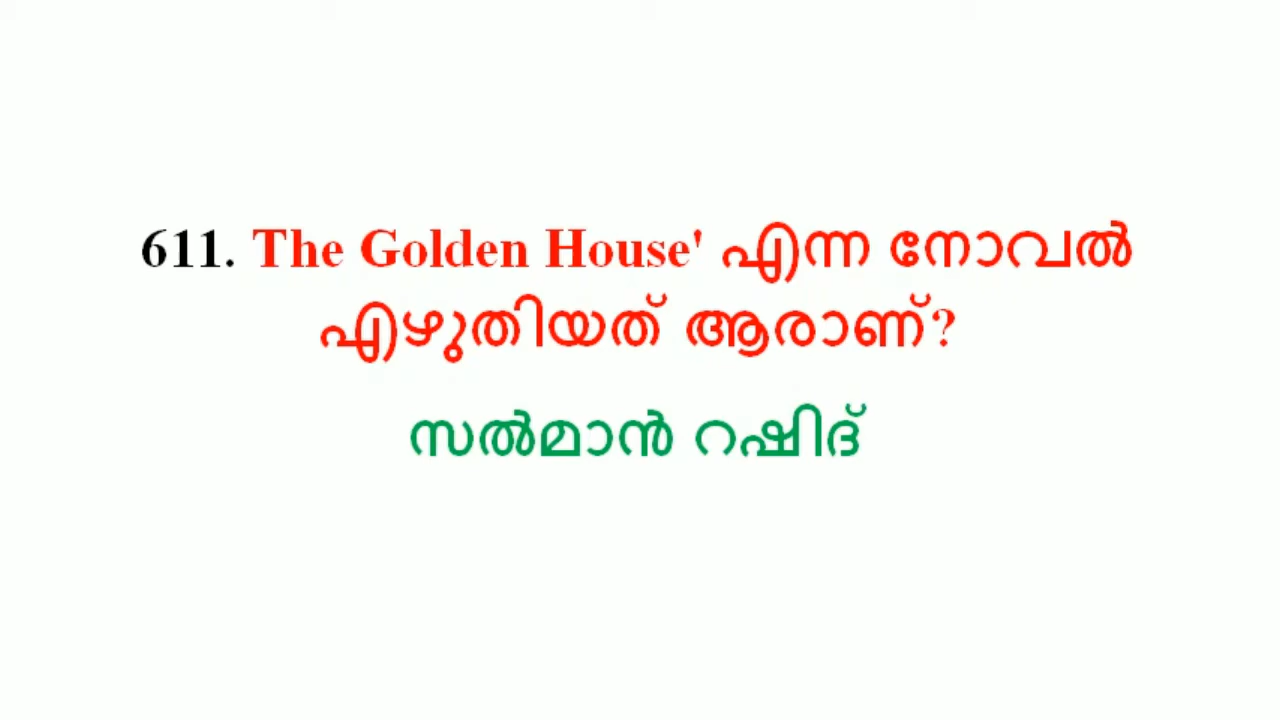 611. The Golden House' എന്ന നോവൽ
എഴുതിയത് ആരാണ്?
സൽമാൻ റഷിദ്